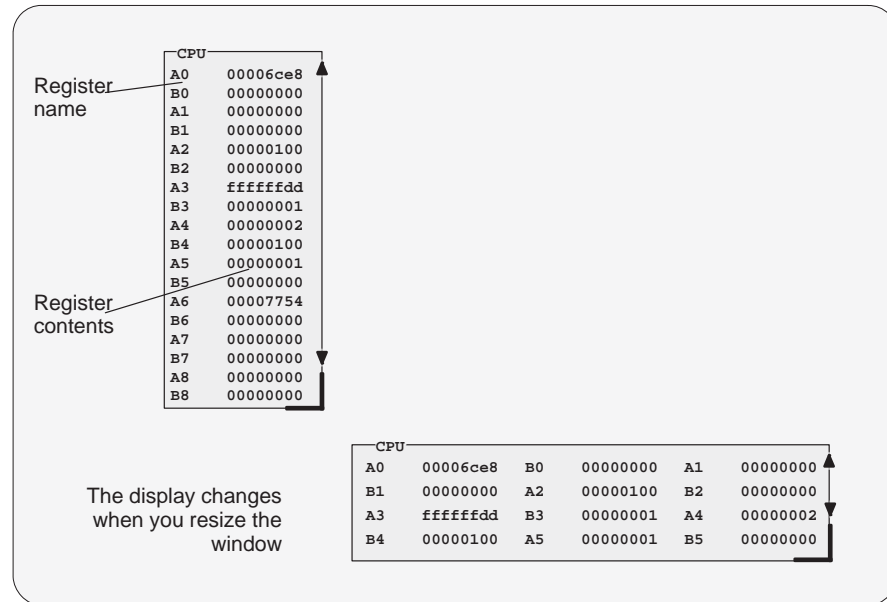 CPU
A0 00006ce8
B0 00000000
A1 00000000
B1 00000000
A2 00000100
B2 00000000
A3 ffffffdd
B3 00000001
A4 00000002
B4 00000100
A5 00000001
B5 00000000
A6 00007754
B6 00000000
A7 00000000
B7 00000000
A8 00000000
B8 00000000
Register
name
Register
contents
The display changes
when you resize the
window
CPU
A0 00006ce8 B0 00000000 A1 00000000
B1 00000000 A2 00000100 B2 00000000
A3 ffffffdd B3 00000001 A4 00000002
B4 00000100 A5 00000001 B5 00000000